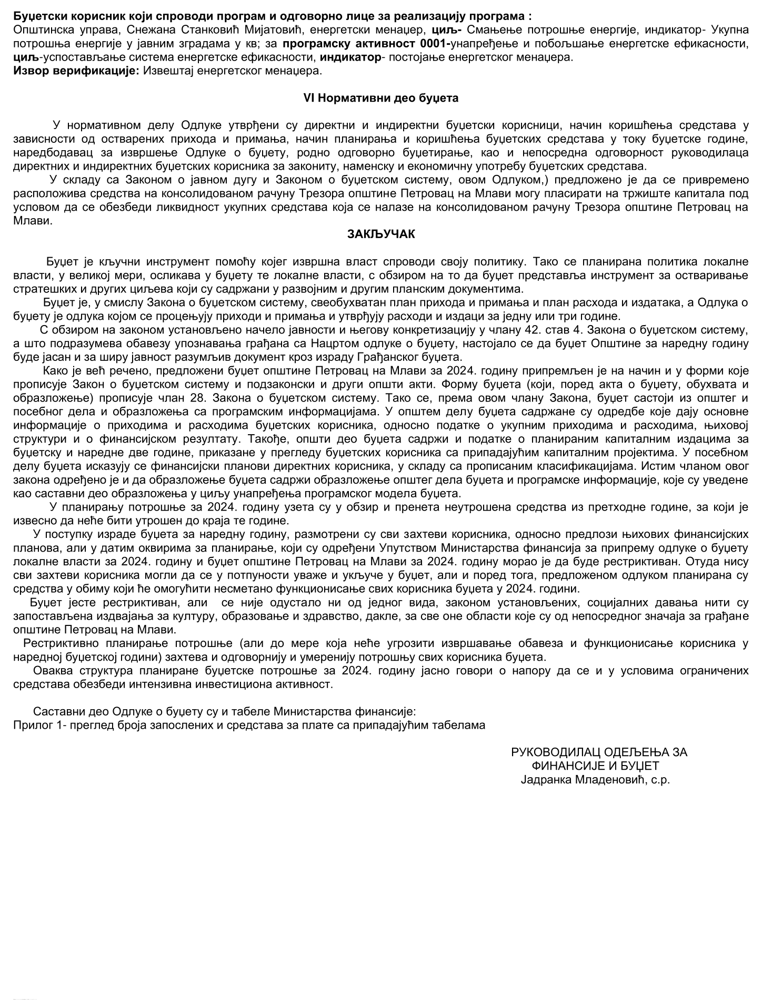 Буџетски корисник који спроводи програм и одговорно лице за реализацију програма :
Општинска управа, Снежана Станковић Мијатовић, енергетски менаџер, циљ- Смањење потрошње енергије, индикатор- Укупна
потрошња енергије у јавним зградама у кв; за програмску активност 0001-унапређење и побољшање енергетске ефикасности,
циљ-успостављање система енергетске ефикасности, индикатор- постојање енергетског менаџера.
Извор верификације: Извештај енергетског менаџера.
VI Нормативни део буџета
У нормативном делу Одлуке утврђени су директни и индиректни буџетски корисници, начин коришћења средстава у
зависности од остварених прихода и примања, начин планирања и коришћења буџетских средстава у току буџетске године,
наредбодавац за извршење Одлуке о буџету, родно одговорно буџетирање, као и непосредна одговорност руководилаца
директних и индиректних буџетских корисника за закониту, наменску и економичну употребу буџетских средстава.
У складу са Законом о јавном дугу и Законом о буџетском систему, овом Одлуком,) предложено је да се привремено
расположива средства на консолидованом рачуну Трезора општине Петровац на Млави могу пласирати на тржиште капитала под
условом да се обезбеди ликвидност укупних средстава која се налазе на консолидованом рачуну Трезора општине Петровац на
Млави.
ЗАКЉУЧАК
Буџет је кључни инструмент помоћу којег извршна власт спроводи своју политику. Тако се планирана политика локалне
власти, у великој мери, осликава у буџету те локалне власти, с обзиром на то да буџет представља инструмент за остваривање
стратешких и других циљева који су садржани у развојним и другим планским документима.
Буџет је, у смислу Закона о буџетском систему, свеобухватан план прихода и примања и план расхода и издатака, а Одлука о
буџету је одлука којом се процењују приходи и примања и утврђују расходи и издаци за једну или три године.
С обзиром на законом установљено начело јавности и његову конкретизацију у члану 42. став 4. Закона о буџетском систему,
а што подразумева обавезу упознавања грађана са Нацртом одлуке о буџету, настојало се да буџет Општине за наредну годину
буде јасан и за ширу јавност разумљив документ кроз израду Грађанског буџета.
Како је већ речено, предложени буџет општине Петровац на Млави за 2024. годину припремљен је на начин и у форми које
прописује Закон о буџетском систему и подзаконски и други општи акти. Форму буџета (који, поред акта о буџету, обухвата и
образложење) прописује члан 28. Закона о буџетском систему. Тако се, према овом члану Закона, буџет састоји из општег и
посебног дела и образложења са програмским информацијама. У општем делу буџета садржане су одредбе које дају основне
информације о приходима и расходима буџетских корисника, односно податке о укупним приходима и расходима, њиховој
структури и о финансијском резултату. Такође, општи део буџета садржи и податке о планираним капиталним издацима за
буџетску и наредне две године, приказане у прегледу буџетских корисника са припадајућим капиталним пројектима. У посебном
делу буџета исказују се финансијски планови директних корисника, у складу са прописаним класификацијама. Истим чланом овог
закона одређено је и да образложење буџета садржи образложење општег дела буџета и програмске информације, које су уведене
као саставни део образложења у циљу унапређења програмског модела буџета.
У планирању потрошње за 2024. годину узета су у обзир и пренета неутрошена средства из претходне године, за који је
извесно да неће бити утрошен до краја те године.
У поступку израде буџета за наредну годину, размотрени су сви захтеви корисника, односно предлози њихових финансијских
планова, али у датим оквирима за планирање, који су одређени Упутством Министарства финансија за припрему одлуке о буџету
локалне власти за 2024. годину и буџет општине Петровац на Млави за 2024. годину морао је да буде рестриктиван. Отуда нису
сви захтеви корисника могли да се у потпуности уваже и укључе у буџет, али и поред тога, предложеном одлуком планирана су
средства у обиму који ће омогућити несметано функционисање свих корисника буџета у 2024. години.
Буџет јесте рестриктиван, али се није одустало ни од једног вида, законом установљених, социјалних давања нити су
запостављена издвајања за културу, образовање и здравство, дакле, за све оне области које су од непосредног значаја за грађане
општине Петровац на Млави.
Рестриктивно планирање потрошње (али до мере која неће угрозити извршавање обавеза и функционисање корисника у
наредној буџетској години) захтева и одговорнију и умеренију потрошњу свих корисника буџета.
Оваква структура планиране буџетске потрошње за 2024. годину јасно говори о напору да се и у условима ограничених
средстава обезбеди интензивна инвестициона активност.
Саставни део Одлуке о буџету су и табеле Министарства финансије:
Прилог 1- преглед броја запослених и средстава за плате са припадајућим табелама
РУКОВОДИЛАЦ ОДЕЉЕЊА ЗА
ФИНАНСИЈЕ И БУЏЕТ
Јадранка Младеновић, с.р.